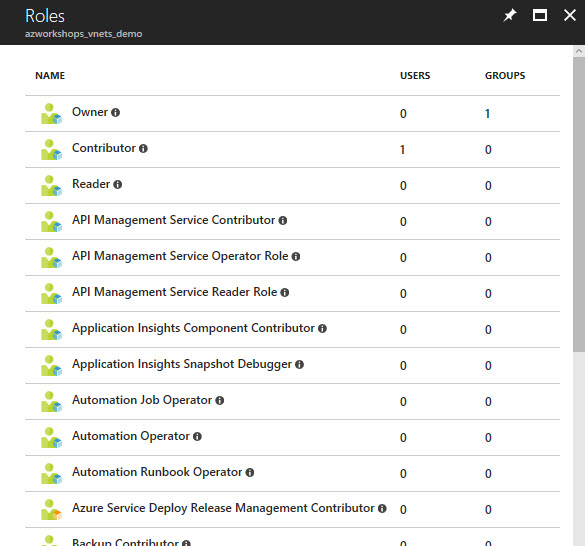 Roles
azworkshops_vnets_demo
NAME USERS GROUPS
Owner 0 1
Contributor 1 0
Reader 0 0
API Management Service Contributor 0 0
API Management Service Operator Role 0 0
API Management Service Reader Role 0 0
Application Insights Component Contributor 0 0
Application Insights Snapshot Debugger 0 0
Automation Job Operator 0 0
Automation Operator 0 0
Automation Runbook Operator 0 0
Azure Service Deploy Release Management Contributor 0 0
Backup Contributor 0 0